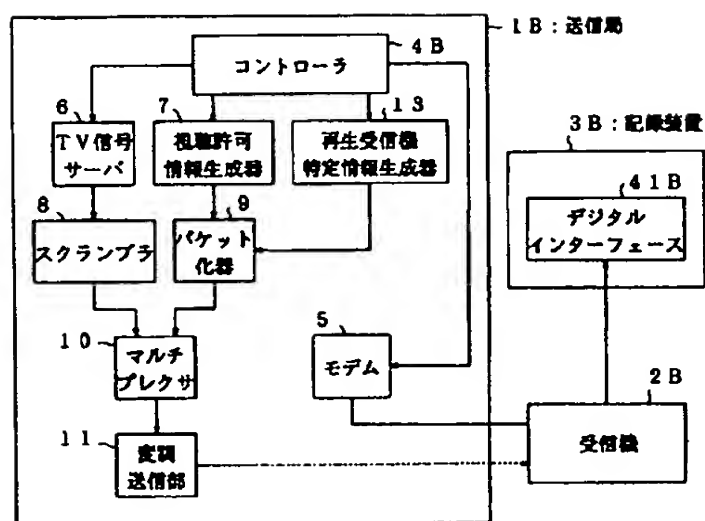 1B:送信局
4B
コントローラ
6
TV信号
サーバ
7
視聴許可
情報生成器
13
再生受信機
特定情報生成器
3B:記録装置
41B
デジタル
インターフェース
8
スクランブラ
9
パケット
化器
10
マルチ
プレクサ
5
モデム
2B
受信機
11
変調
送信部